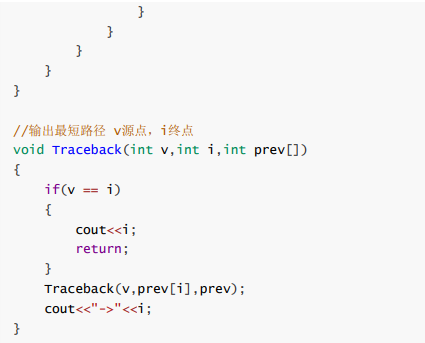 }
            }
        }
    }
}

//输出最短路径 v源点，i终点
void Traceback(int v,int i,int prev[])
{
    if(v == i)
    {
        cout<<i;
        return;
    }
    Traceback(v,prev[i],prev);
    cout<<"->"<<i;
}